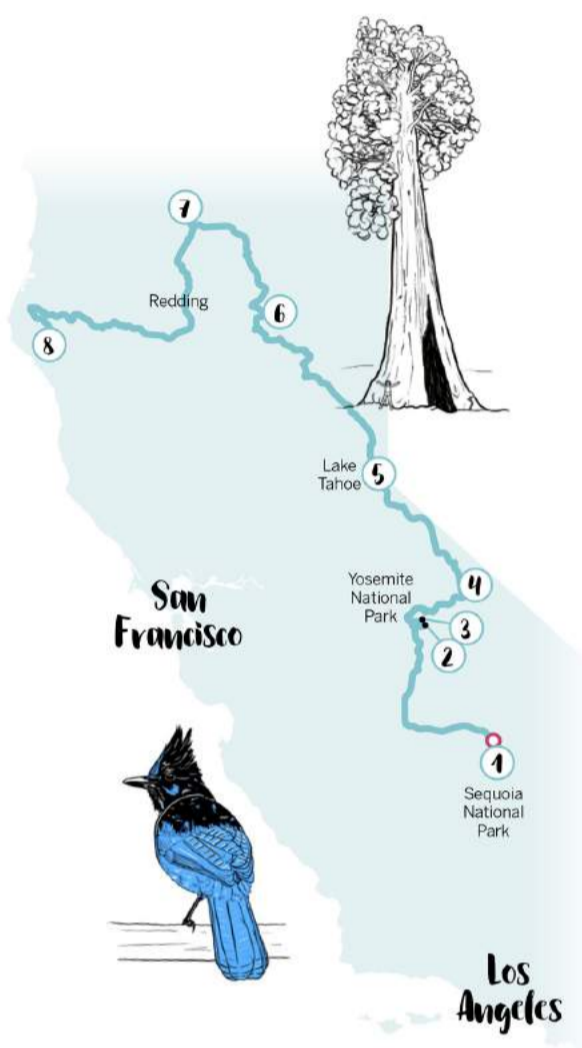 7
Redding
6
8
Lake
Tahoe
5
4
Yosemite
National
Park
3
2
San
Francisco
1
Sequoia
National
Park
Los
Angeles